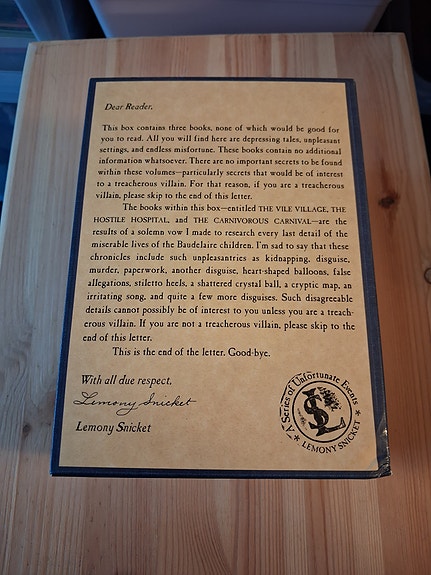 Dear Reader,
This box contains three books, none of which would be good for
you to read. All you will find here are depressing tales, unpleasant
settings, and endless misfortune. These books contain no additional
information whatsoever. There are no important secrets to be found
within these volumes—particularly secrets that would be of interest
to a treacherous villain. For that reason, if you are a treacherous
villain, please skip to the end of this letter.
The books within this box—entitled THE VILE VILLAGE, THE
HOSTILE HOSPITAL, and THE CARNIVOROUS CARNIVAL—are the
results of a solemn vow I made to research every last detail of the
miserable lives of the Baudelaire children. I'm sad to say that these
chronicles include such unpleasantries as kidnapping, disguise,
murder, paperwork, another disguise, heart-shaped balloons, false
allegations, stiletto heels, a shattered crystal ball, a cryptic map, an
irritating song, and quite a few more disguises. Such disagreeable
details cannot possibly be of interest to you unless you are a treach-
erous villain. If you are not a treacherous villain, please skip to the
end of this letter.
This is the end of the letter. Good-bye.
With all due respect,
Lemony Snicket
Lemony Snicket
A Series of Unfortunate Events
LS
LEMONY SNICKET